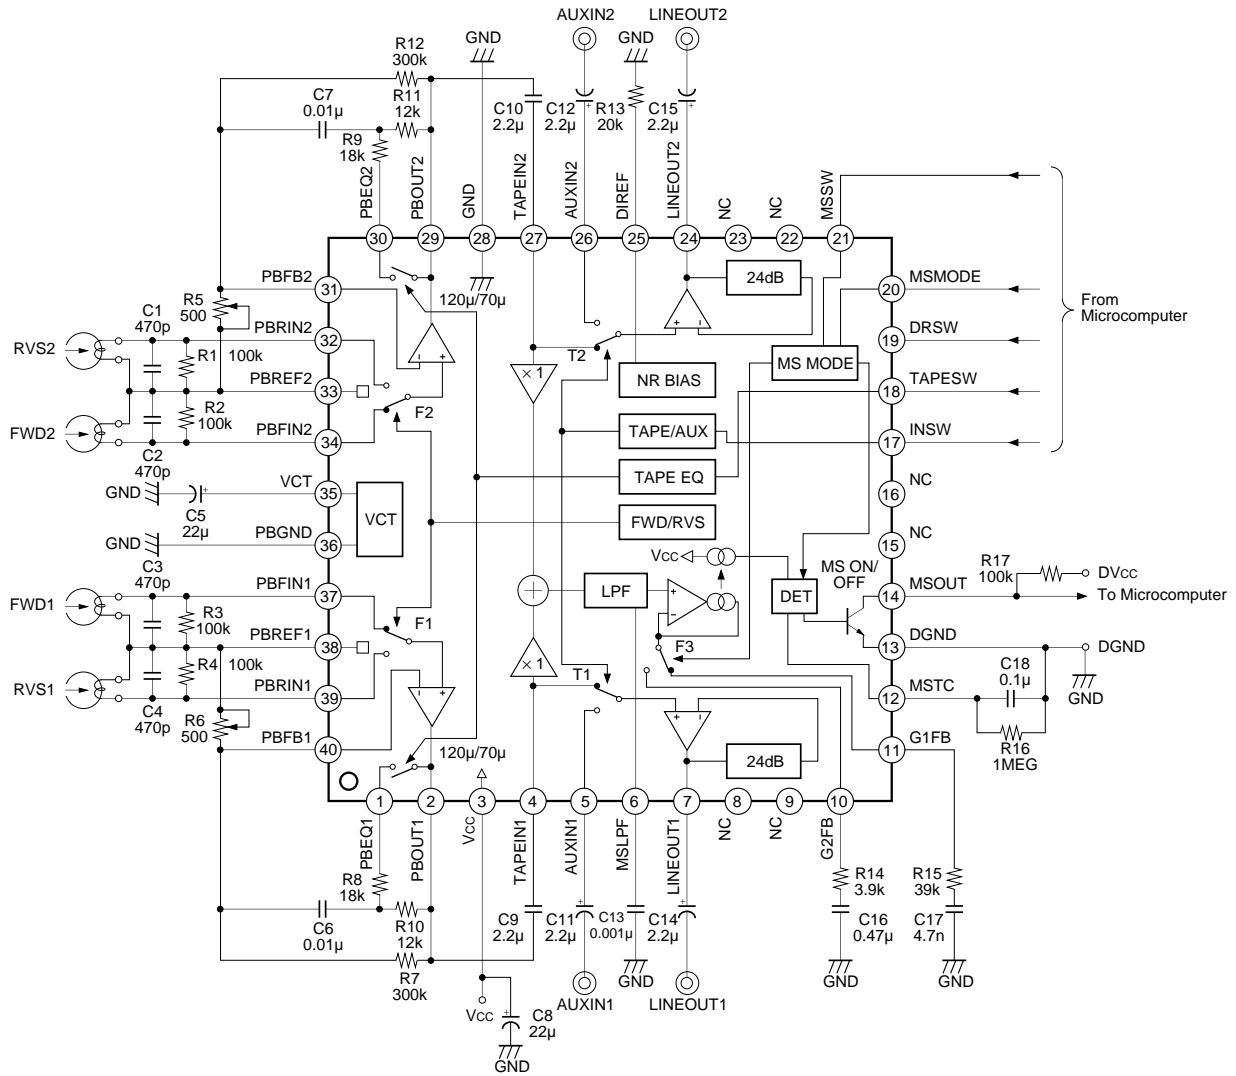 AUXIN2
LINEOUT2
GND
GND
R12
300k
C7
0.01µ
R11
12k
R9
18k
C10
2.2µ
C12
2.2µ
R13
20k
C15
2.2µ
PBEQ2
PBOUT2
GND
TAPEIN2
AUXIN2
DIREF
LINEOUT2
NC
NC
MSSW
30
29
28
27
26
25
24
23
22
21
PBFB2
31
120µ/70µ
24dB
20
MSMODE
R5
500
C1
470p
PBRIN2
32
RVS2
R1
100k
T2
+
−
19
DRSW
From
Microcomputer
−
+
PBREF2
33
× 1
NR BIAS
MS MODE
18
TAPESW
R2
100k
F2
FWD2
PBFIN2
34
TAPE/AUX
17
INSW
C2
470p
VCT
35
TAPE EQ
NC
16
GND
+
C5
22µ
VCT
FWD/RVS
GND
PBGND
36
NC
15
C3
470p
Vcc
MS ON/
OFF
R17
100k
DVcc
PBFIN1
37
LPF
+
−
DET
14
MSOUT
To Microcomputer
FWD1
R3
100k
F1
PBREF1
38
× 1
F3
13
DGND
DGND
R4
100k
C18
0.1µ
GND
RVS1
PBRIN1
39
T1
12
MSTC
C4
470p
R6
500
−
+
+
−
R16
1MEG
PBFB1
40
120µ/70µ
24dB
11
G1FB
1
2
3
4
5
6
7
8
9
10
PBEQ1
PBOUT1
Vcc
TAPEIN1
AUXIN1
MSLPF
LINEOUT1
NC
NC
G2FB
R8
18k
R14
3.9k
R15
39k
C6
0.01µ
R10
12k
C9
2.2µ
C11
2.2µ
C13
0.001µ
C14
2.2µ
C16
0.47µ
C17
4.7n
R7
300k
GND
GND
GND
AUXIN1
LINEOUT1
Vcc
+
C8
22µ
GND